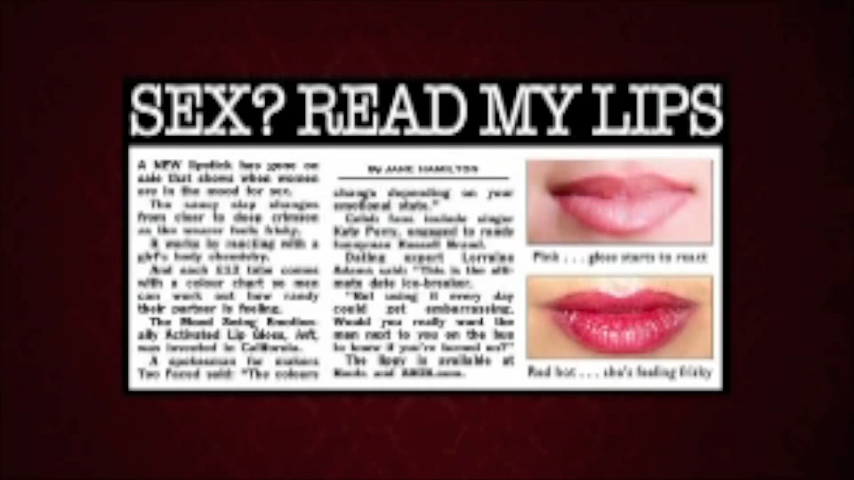 SEX? READ MY LIPS
A NEW lipstick has gone on
sale that shows when women
are in the mood for sex.
The saucy slap changes
from clear to deep crimson
as the wearer feels frisky.
It works by reacting with a
girl's body chemistry.
And each £12 tube comes
with a colour chart so men
can work out how randy
their partner is feeling.
The Mood Swing Emotion-
ally Activated Lip Gloss, left,
was invented in California.
A spokesman for makers
Too Faced said: "The colours
By JANE HAMILTON
change depending on your
emotional state."
Celeb fans include singer
Katy Perry, engaged to randy
funnyman Russell Brand.
Dating expert Lorraine
Adams said: "This is the ulti-
mate date ice-breaker.
"But using it every day
could get embarrassing.
Would you really want the
man next to you on the bus
to know if you're turned on?"
The lippy is available at
Boots and
Pink . . . gloss starts to react
Red hot . . . she's feeling frisky